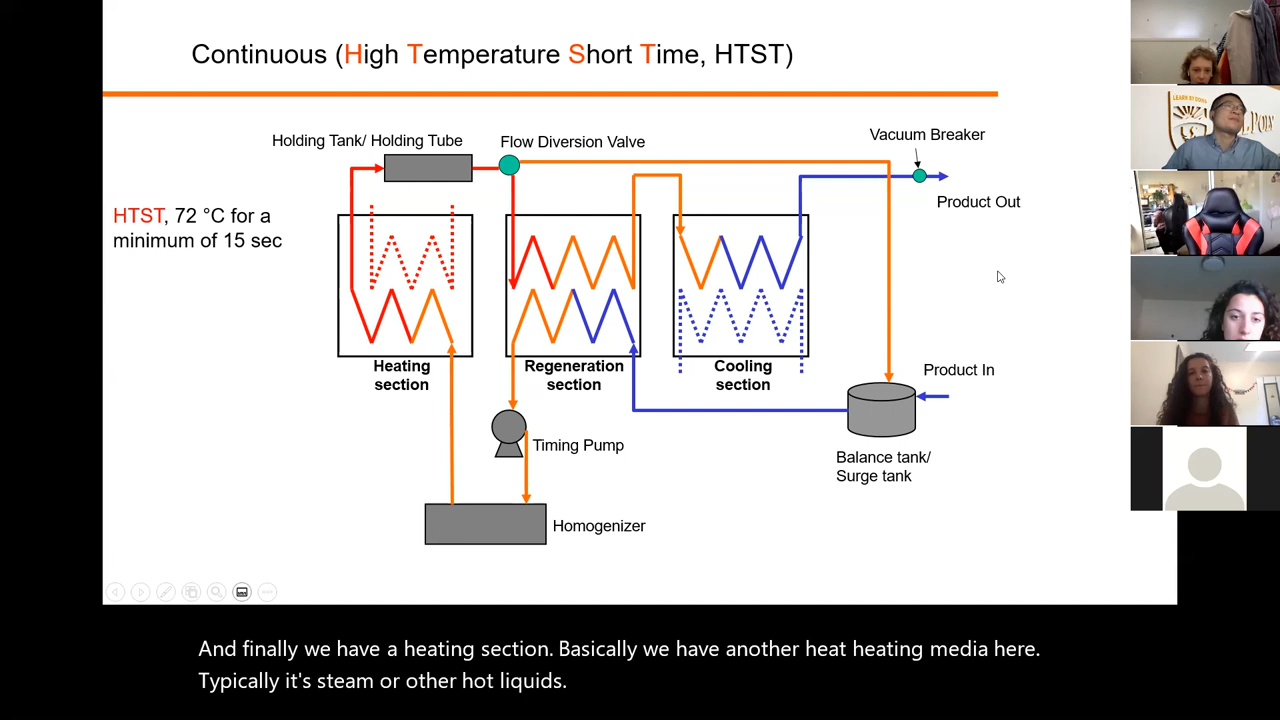 Continuous (High Temperature Short Time, HTST)
Holding Tank/ Holding Tube
Flow Diversion Valve
Vacuum Breaker
Product Out
HTST, 72 °C for a
minimum of 15 sec
Heating
section
Regeneration
section
Cooling
section
Product In
Timing Pump
Balance tank/
Surge tank
Homogenizer
LEARN BY DOING
And finally we have a heating section. Basically we have another heat heating media here.
Typically it's steam or other hot liquids.